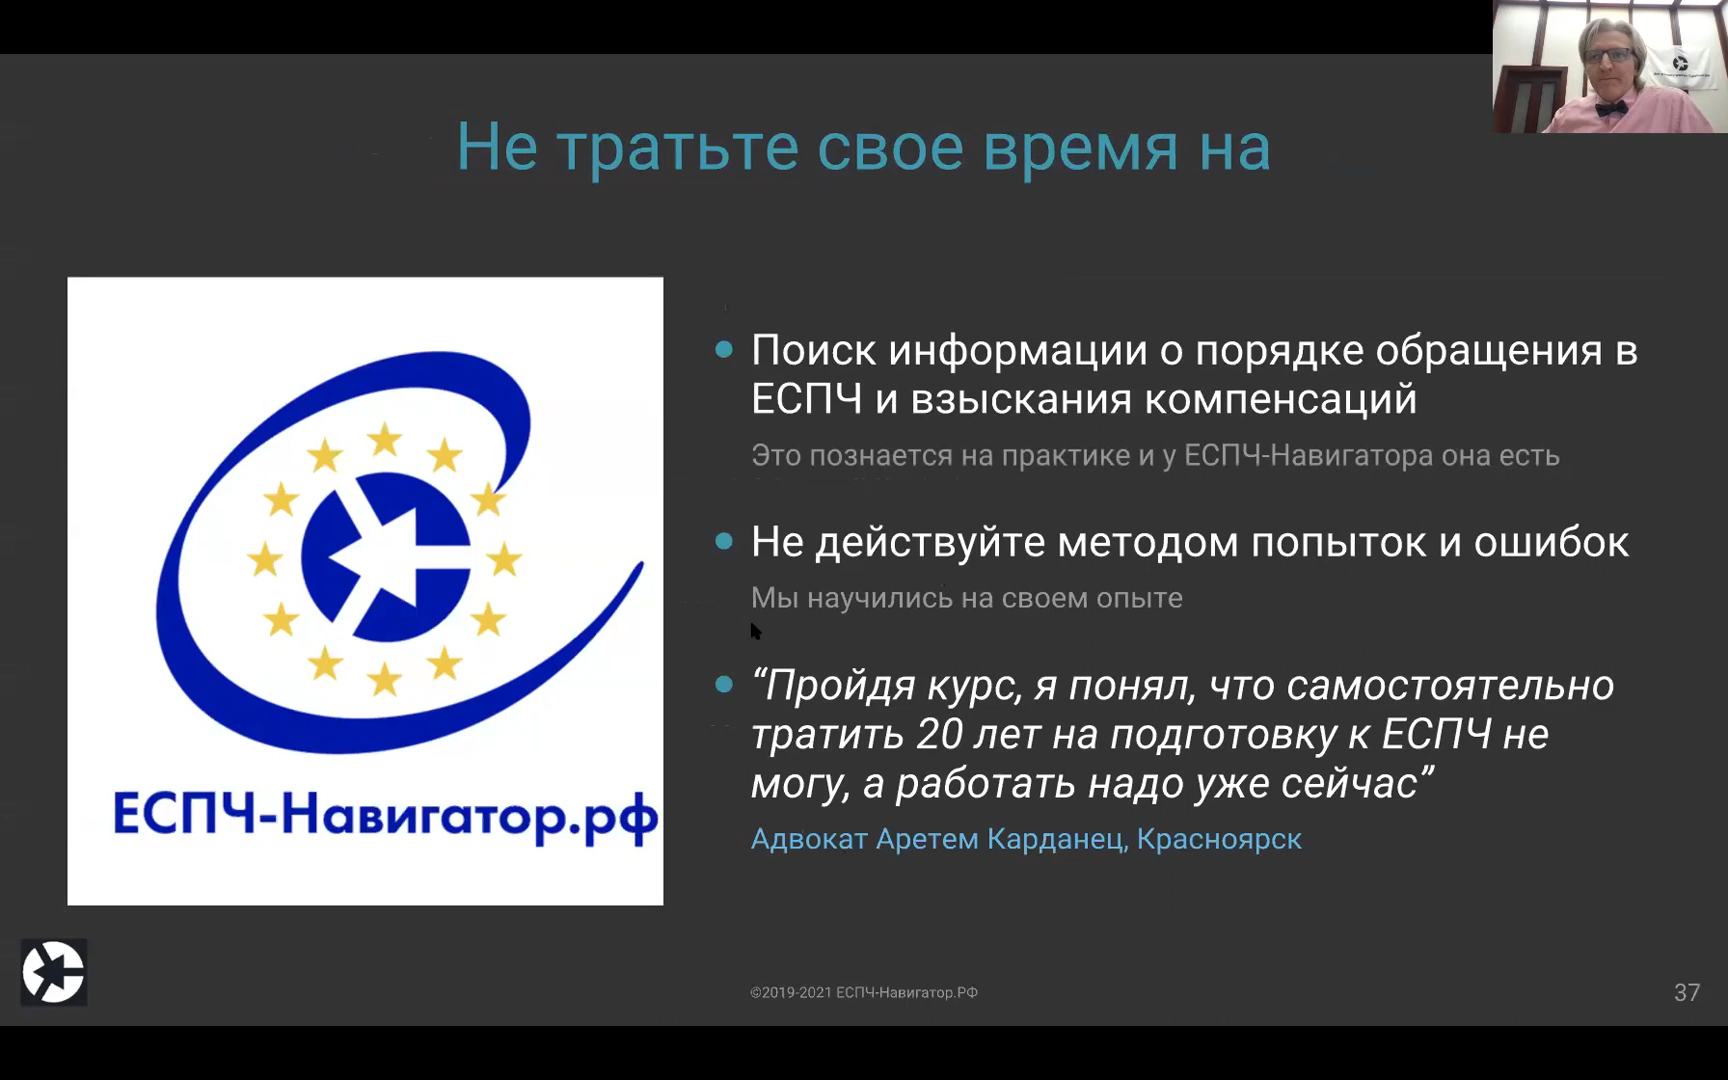 Не тратьте свое время на
Поиск информации о порядке обращения в
ЕСПЧ и взыскания компенсаций
Это познается на практике и у ЕСПЧ-Навигатора она есть
Не действуйте методом попыток и ошибок
Мы научились на своем опыте
“Пройдя курс, я понял, что самостоятельно
тратить 20 лет на подготовку к ЕСПЧ не
могу, а работать надо уже сейчас”
Адвокат Аретем Карданец, Красноярск
ЕСПЧ-Навигатор.рф
©2019-2021 ЕСПЧ-Навигатор.РФ
37